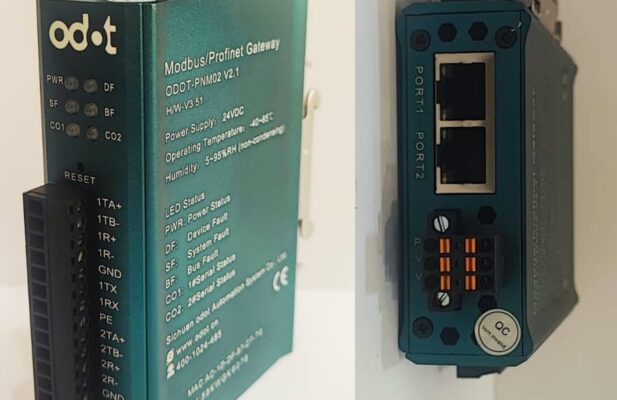 odot
PWR DF
SF BF
CO1 CO2
RESET
1TA+
1TB-
1R+
1R-
GND
1TX
1RX
PE
2TA+
2TB-
2R+
2R-
GND
Modbus/Profinet Gateway
ODOT-PNM02 V2.1
H/W-V3.51
Power Supply: 24VDC
Operating Temperature: -40~85℃
Humidity: 5-95%RH (non-condensing)
LED Status
PWR: Power Status
DF: Device Fault
SF: System Fault
BF: Bus Fault
CO1: 1#Serial Status
CO2: 2#Serial Status
Sichuan odot Automation System Co., Ltd
www.odot.cn
400-1024-485
CE
PORT1
PORT2
P
V
V
QC